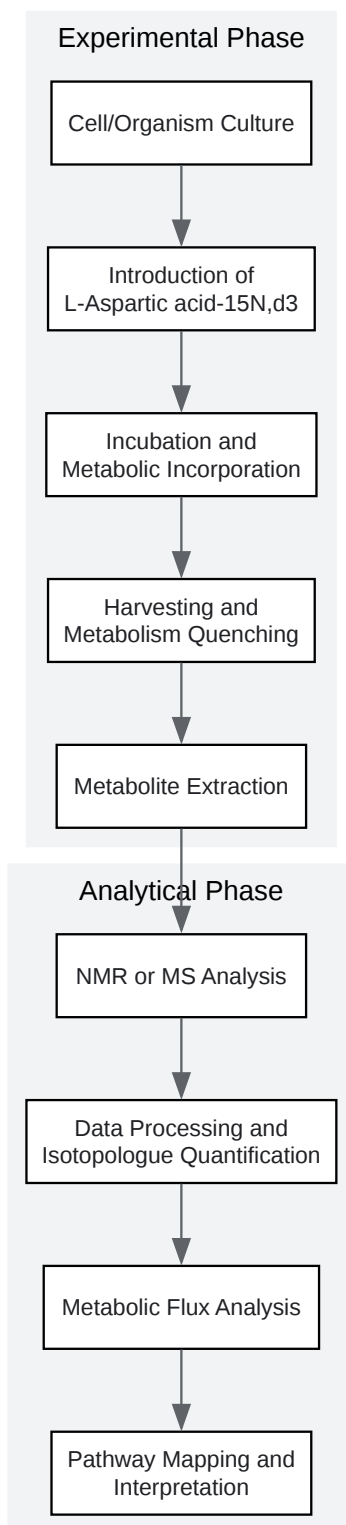 Experimental Phase
Cell/Organism Culture
Introduction of
L-Aspartic acid-15N,d3
Incubation and
Metabolic Incorporation
Harvesting and
Metabolism Quenching
Metabolite Extraction
Analytical Phase
NMR or MS Analysis
Data Processing and
Isotopologue Quantification
Metabolic Flux Analysis
Pathway Mapping and
Interpretation